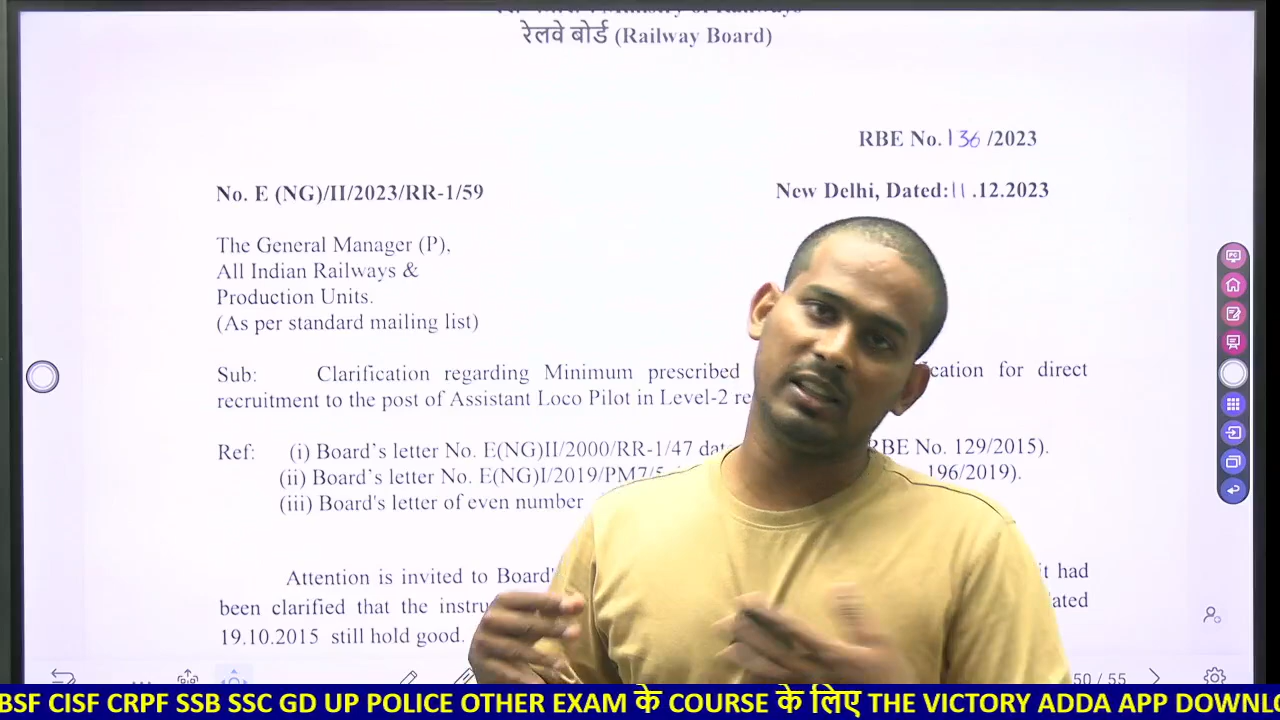 रेलवे बोर्ड (Railway Board)
RBE No. 136 /2023
No. E (NG)/II/2023/RR-1/59
New Delhi, Dated: 11 .12.2023
The General Manager (P),
All Indian Railways &
Production Units.
(As per standard mailing list)
Sub: Clarification regarding Minimum prescribed for direct
recruitment to the post of Assistant Loco Pilot in Level-2
Ref: (i) Board's letter No. E(NG)II/2000/RR-1/47 RBE No. 129/2015).
(ii) Board's letter No. E(NG)I/2019/PM7/5 196/2019).
(iii) Board's letter of even number
Attention is invited to Board's it had
been clarified that the
19.10.2015 still hold good.
50 / 55
BSF CISF CRPF SSB SSC GD UP POLICE OTHER EXAM के COURSE के लिए THE VICTORY ADDA APP